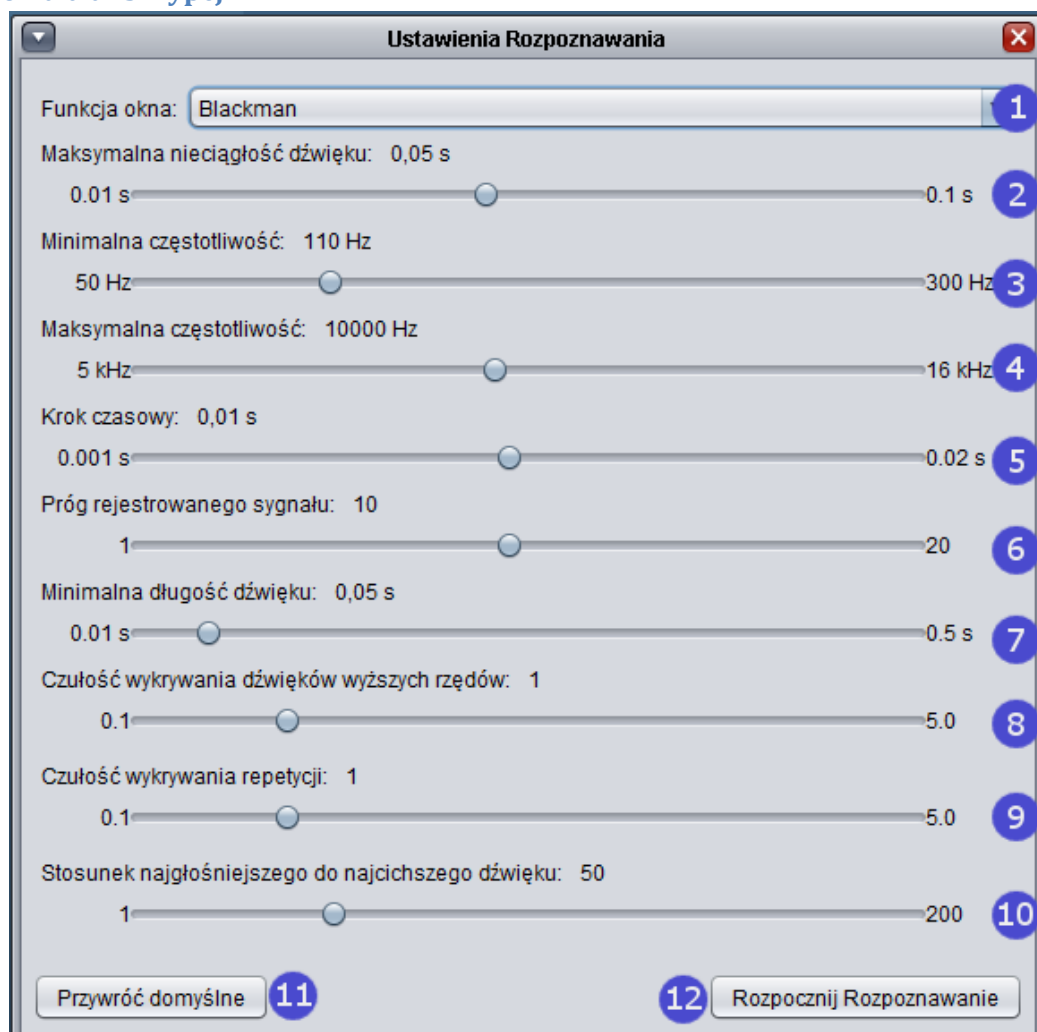 Ustawienia Rozpoznawania
Funkcja okna: Blackman 1
Maksymalna nieciągłość dźwięku: 0,05 s
0.01 s 0.1 s 2
Minimalna częstotliwość: 110 Hz
50 Hz 300 Hz 3
Maksymalna częstotliwość: 10000 Hz
5 kHz 16 kHz 4
Krok czasowy: 0,01 s
0.001 s 0.02 s 5
Próg rejestrowanego sygnału: 10
1 20 6
Minimalna długość dźwięku: 0,05 s
0.01 s 0.5 s 7
Czułość wykrywania dźwięków wyższych rzędów: 1
0.1 5.0 8
Czułość wykrywania repetycji: 1
0.1 5.0 9
Stosunek najgłośniejszego do najcichszego dźwięku: 50
1 200 10
Przywróć domyślne 11 12 Rozpocznij Rozpoznawanie